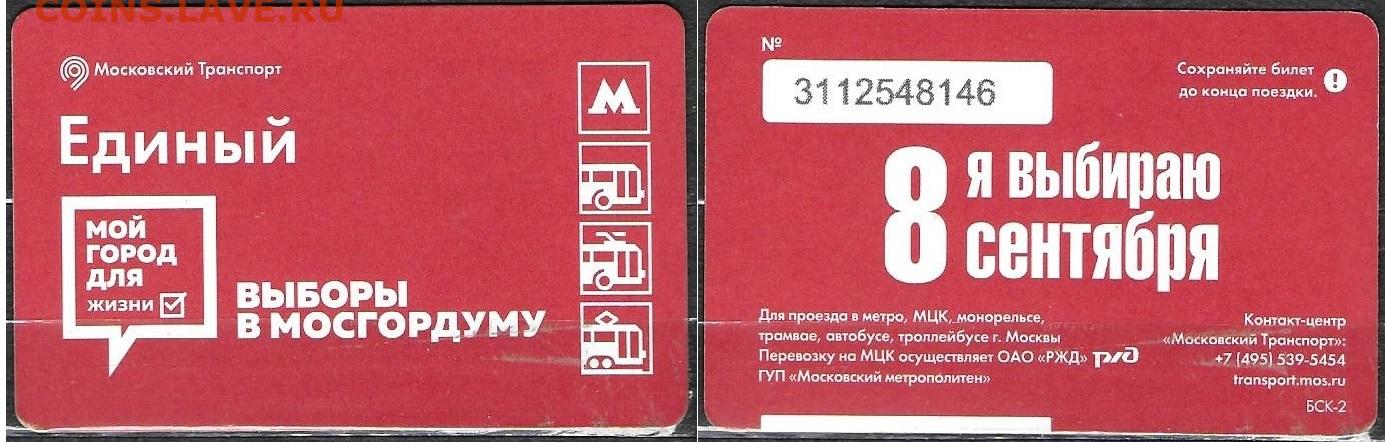 COINS.LAVE.RU
Московский Транспорт
Единый
МОЙ
ГОРОД
ДЛЯ
ЖИЗНИ
ВЫБОРЫ
В МОСГОРДУМУ
М
№
3112548146
Сохраняйте билет
до конца поездки.
8 я выбираю
сентября
Для проезда в метро, МЦК, монорельсе,
трамвае, автобусе, троллейбусе г. Москвы
Перевозку на МЦК осуществляет ОАО «РЖД» РЖД
ГУП «Московский метрополитен»
Контакт-центр
«Московский Транспорт»:
+7 (495) 539-5454
transport.mos.ru
БСК-2